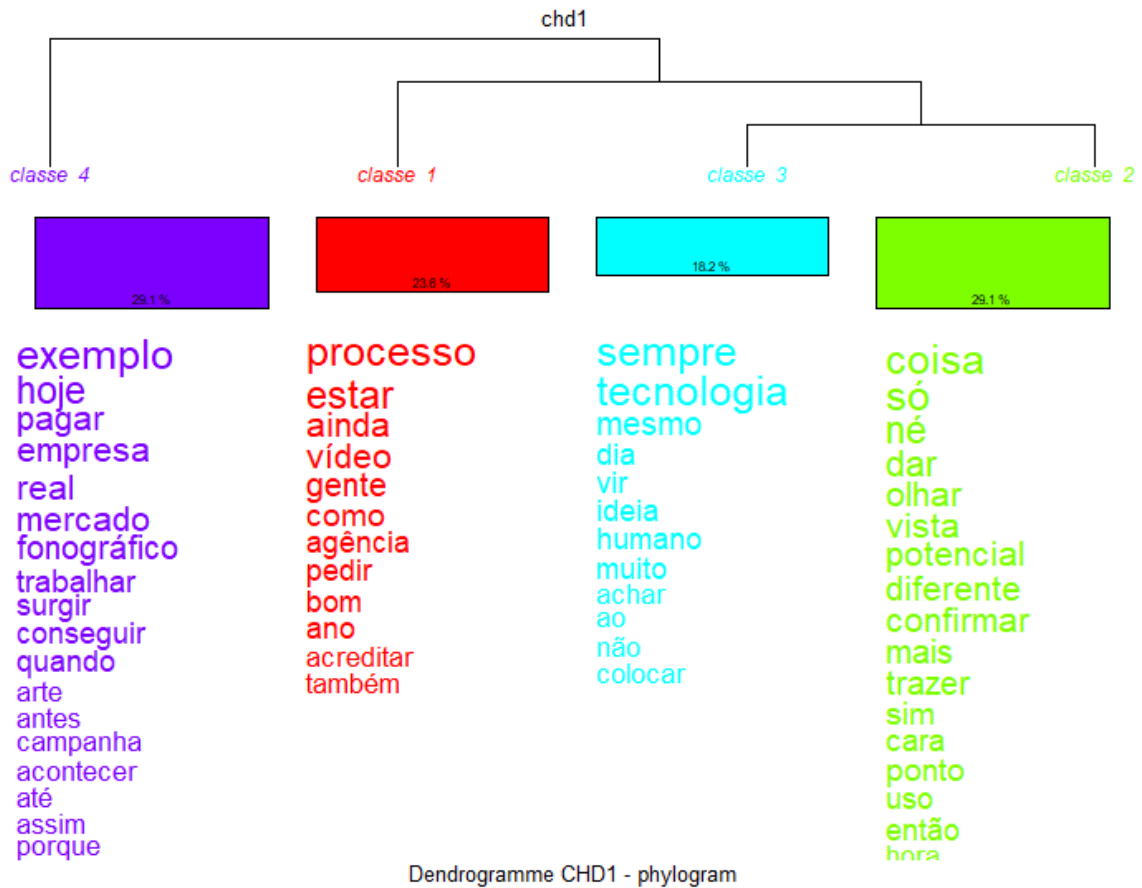 chd1
classe 4
classe 1
classe 3
classe 2
29.1 %
23.6 %
18.2 %
29.1 %
exemplo
hoje
pagar
empresa
real
mercado
fonográfico
trabalhar
surgir
conseguir
quando
arte
antes
campanha
acontecer
até
assim
porque
processo
estar
ainda
vídeo
gente
como
agência
pedir
bom
ano
acreditar
também
sempre
tecnologia
mesmo
dia
vir
ideia
humano
muito
achar
ao
não
colocar
coisa
só
né
dar
olhar
vista
potencial
diferente
confirmar
mais
trazer
sim
cara
ponto
uso
então
hora
Dendrogramme CHD1 - phylogram